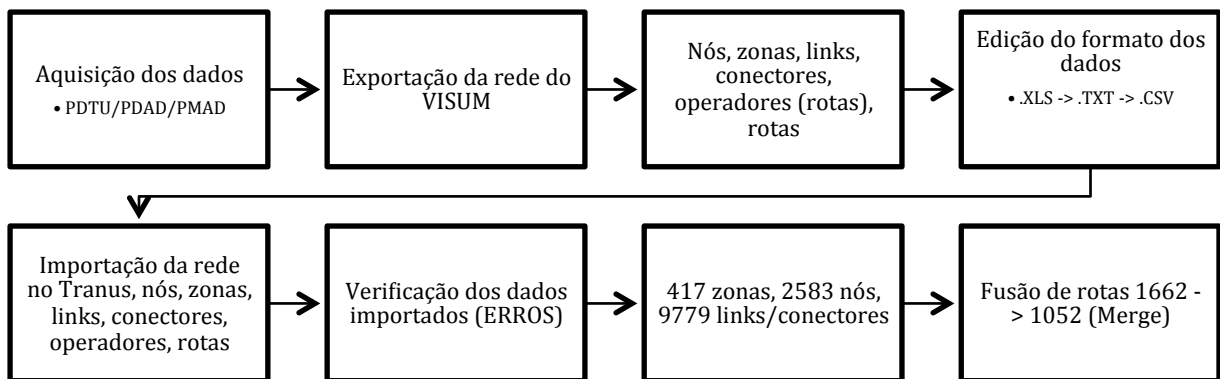 Aquisição dos dados
• PDTU/PDAD/PMAD
Exportação da rede do
VISUM
Nós, zonas, links,
conectores,
operadores (rotas),
rotas
Edição do formato dos
dados
• .XLS -> .TXT -> .CSV
Importação da rede
no Tranus, nós, zonas,
links, conectores,
operadores, rotas
Verificação dos dados
importados (ERROS)
417 zonas, 2583 nós,
9779 links/conectores
Fusão de rotas 1662 -
> 1052 (Merge)